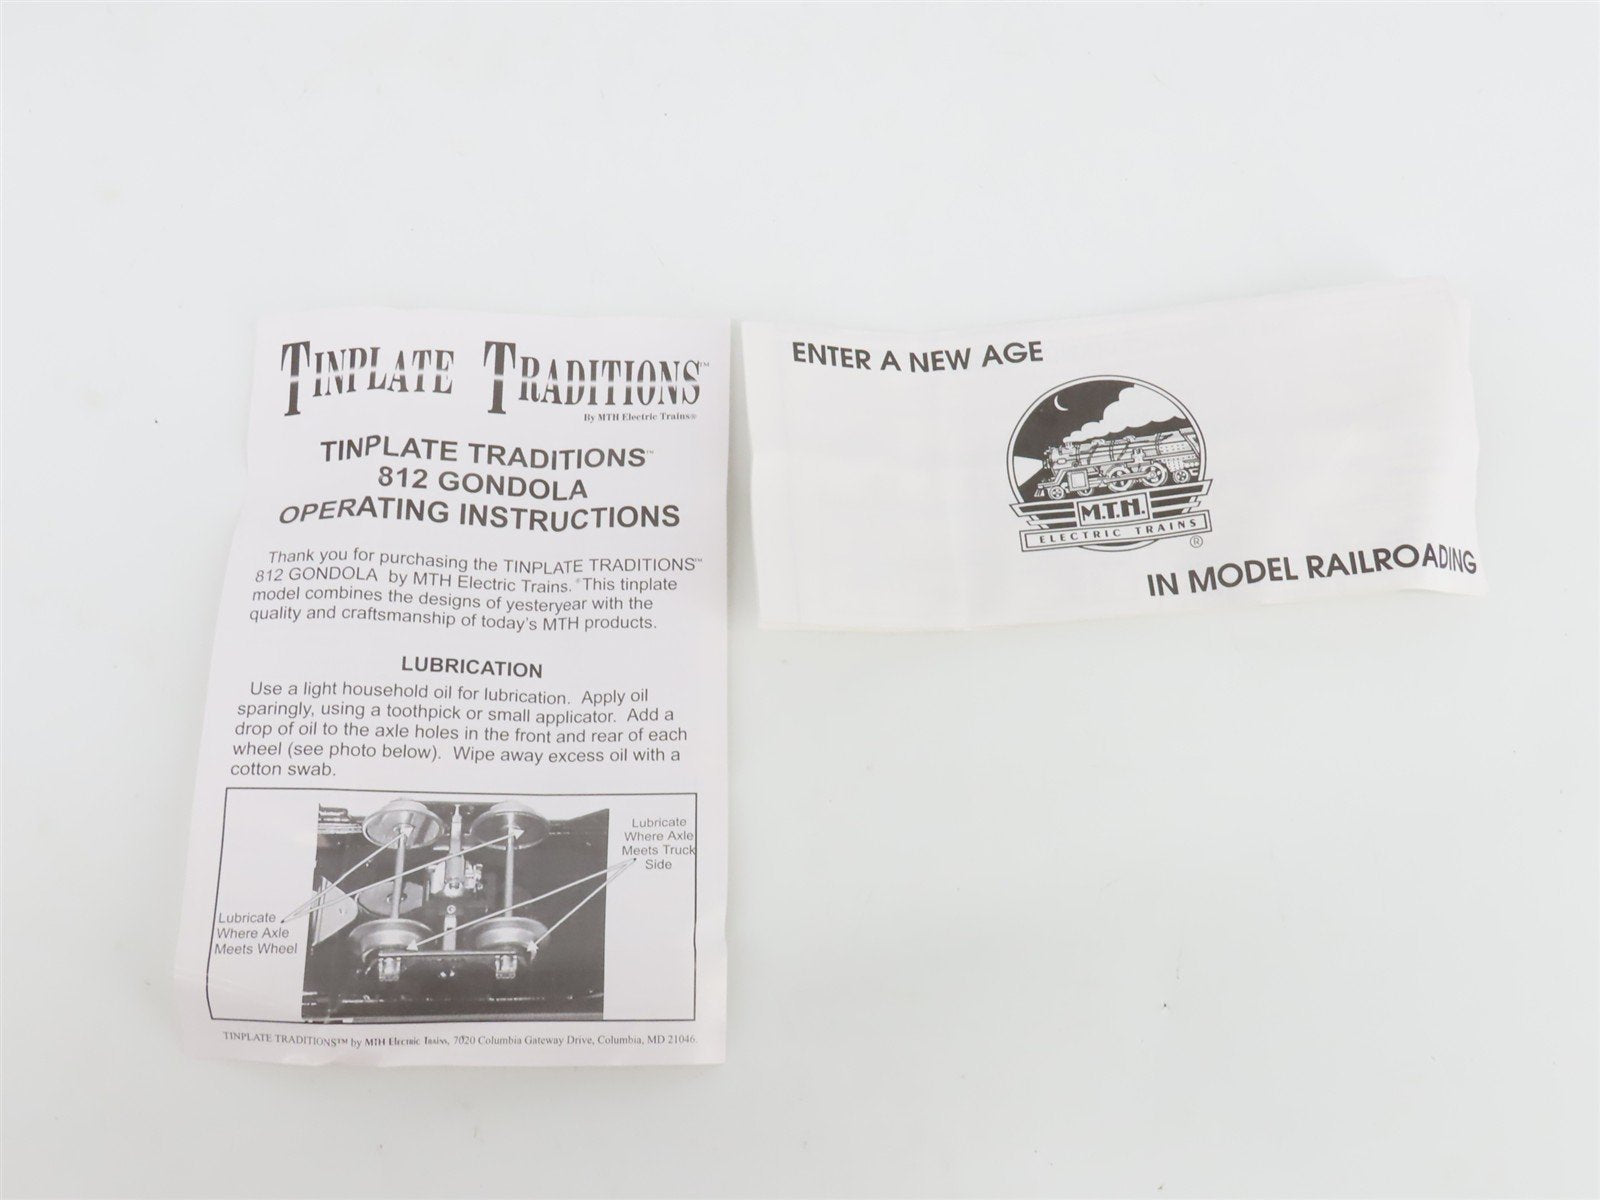 TINPLATE TRADITIONS™
By MTH Electric Trains®
TINPLATE TRADITIONS™
812 GONDOLA
OPERATING INSTRUCTIONS
Thank you for purchasing the TINPLATE TRADITIONS™
812 GONDOLA by MTH Electric Trains.® This tinplate
model combines the designs of yesteryear with the
quality and craftsmanship of today's MTH products.
LUBRICATION
Use a light household oil for lubrication. Apply oil
sparingly, using a toothpick or small applicator. Add a
drop of oil to the axle holes in the front and rear of each
wheel (see photo below). Wipe away excess oil with a
cotton swab.
Lubricate
Where Axle
Meets Truck
Side
Lubricate
Where Axle
Meets Wheel
TINPLATE TRADITIONS™ by MTH Electric Trains, 7020 Columbia Gateway Drive, Columbia, MD 21046.
ENTER A NEW AGE
M.T.H.
ELECTRIC TRAINS
®
IN MODEL RAILROADING